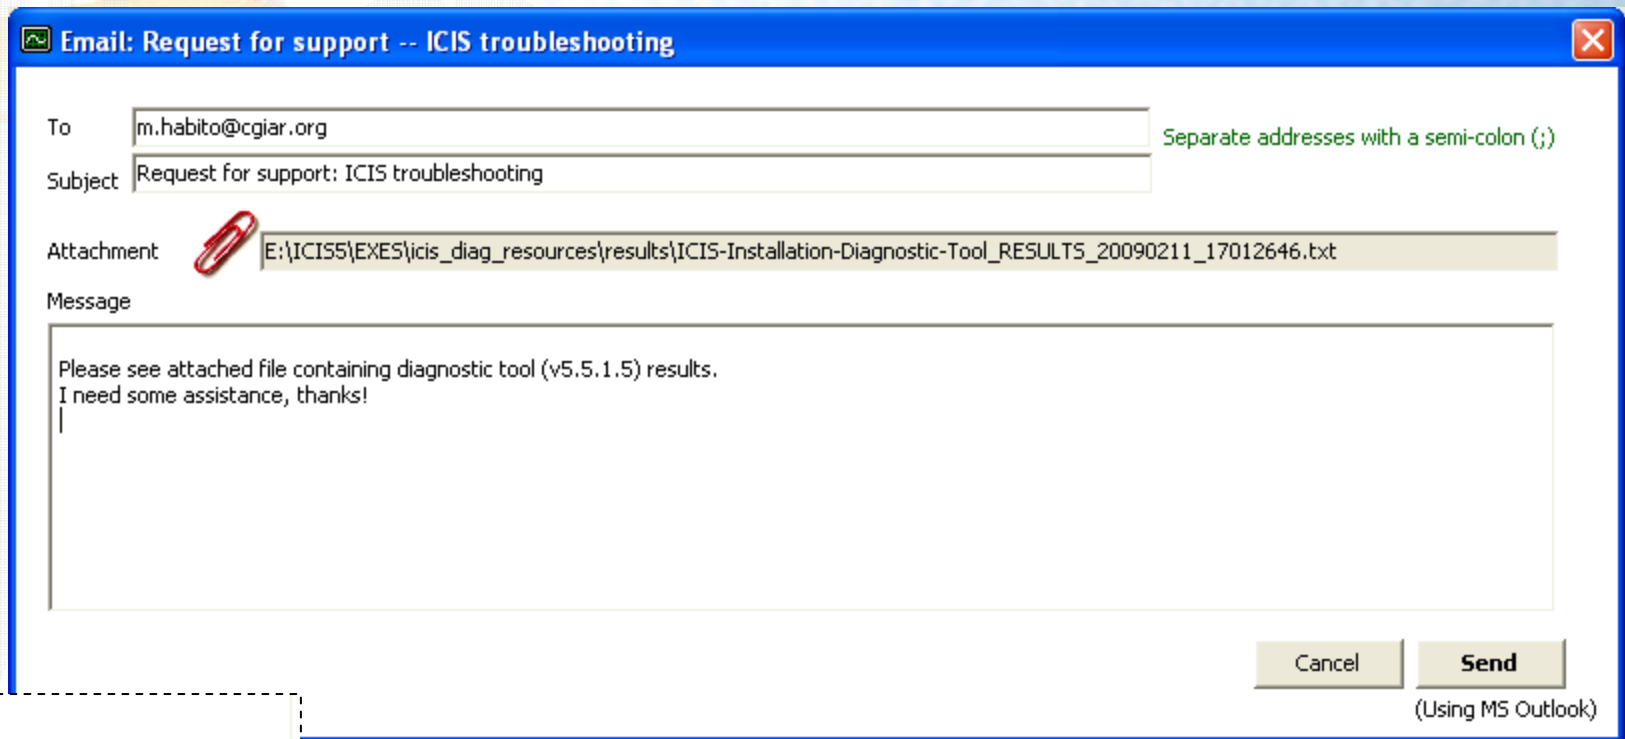 Email: Request for support -- ICIS troubleshooting
To m.habito@cgiar.org Separate addresses with a semi-colon (;)
Subject Request for support: ICIS troubleshooting
Attachment E:\ICIS5\EXES\icis_diag_resources\results\ICIS-Installation-Diagnostic-Tool_RESULTS_20090211_17012646.txt
Message
Please see attached file containing diagnostic tool (v5.5.1.5) results.
I need some assistance, thanks!
Cancel Send
(Using MS Outlook)